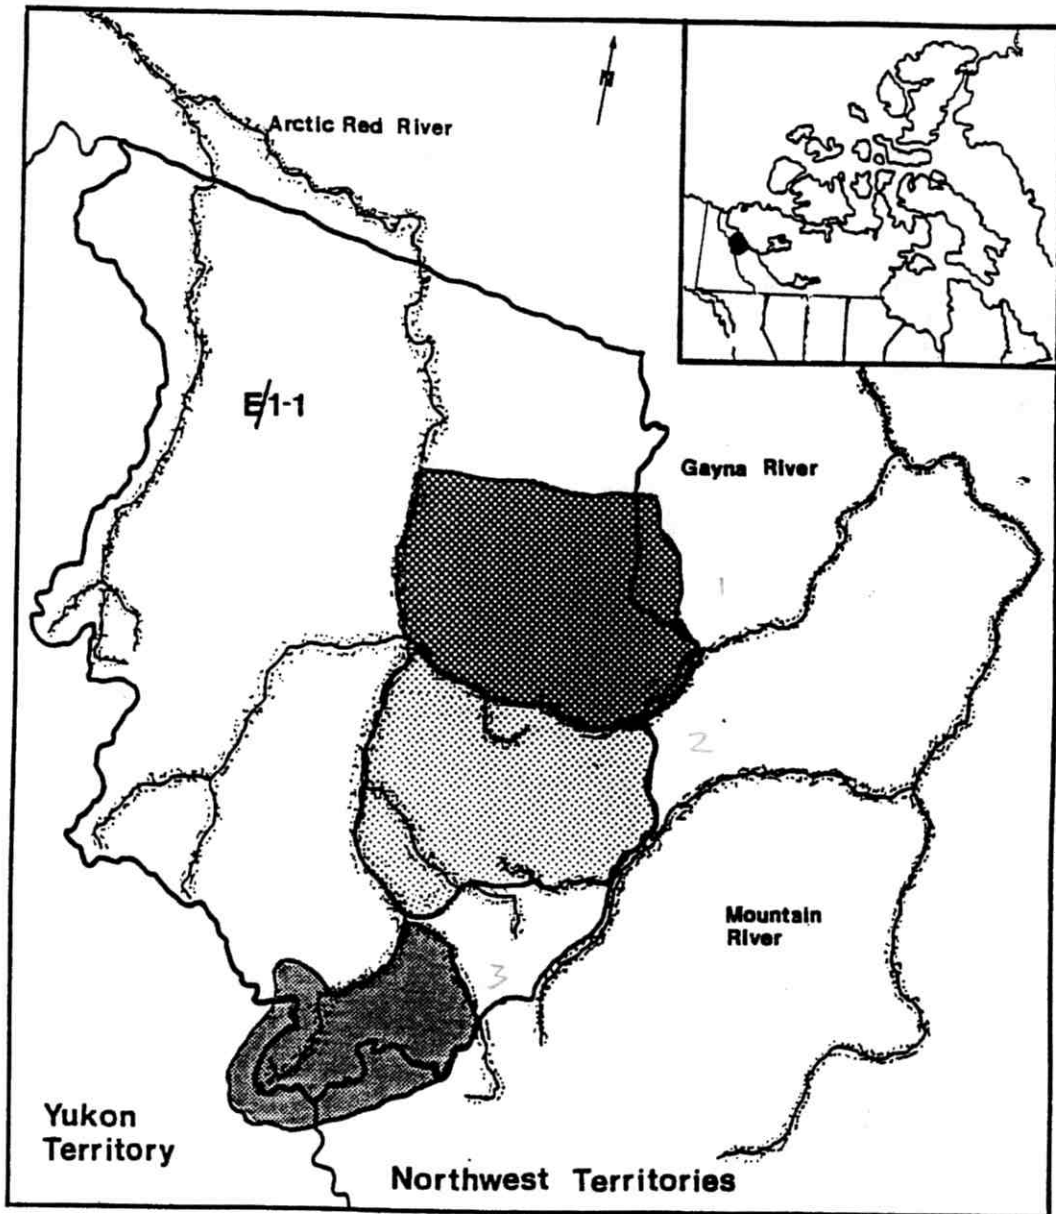 N
Arctic Red River
E/1-1
Gayna River
1
2
Mountain
River
3
Yukon
Territory
Northwest Territories